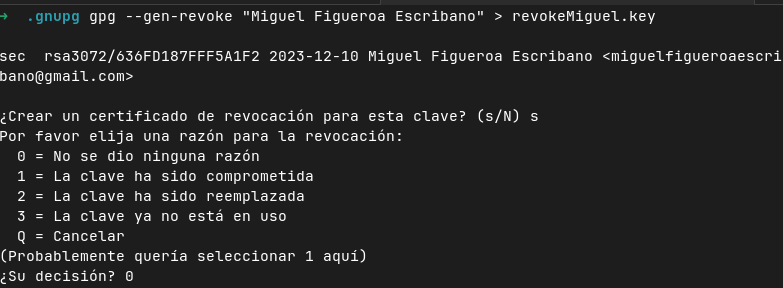 → .gnupg gpg --gen-revoke "Miguel Figueroa Escribano" > revokeMiguel.key
sec  rsa3072/636FD187FFF5A1F2 2023-12-10 Miguel Figueroa Escribano <miguelfigueroaescri
bano@gmail.com>
¿Crear un certificado de revocación para esta clave? (s/N) s
Por favor elija una razón para la revocación:
  0 = No se dio ninguna razón
  1 = La clave ha sido comprometida
  2 = La clave ha sido reemplazada
  3 = La clave ya no está en uso
  Q = Cancelar
(Probablemente quería seleccionar 1 aquí)
¿Su decisión? 0